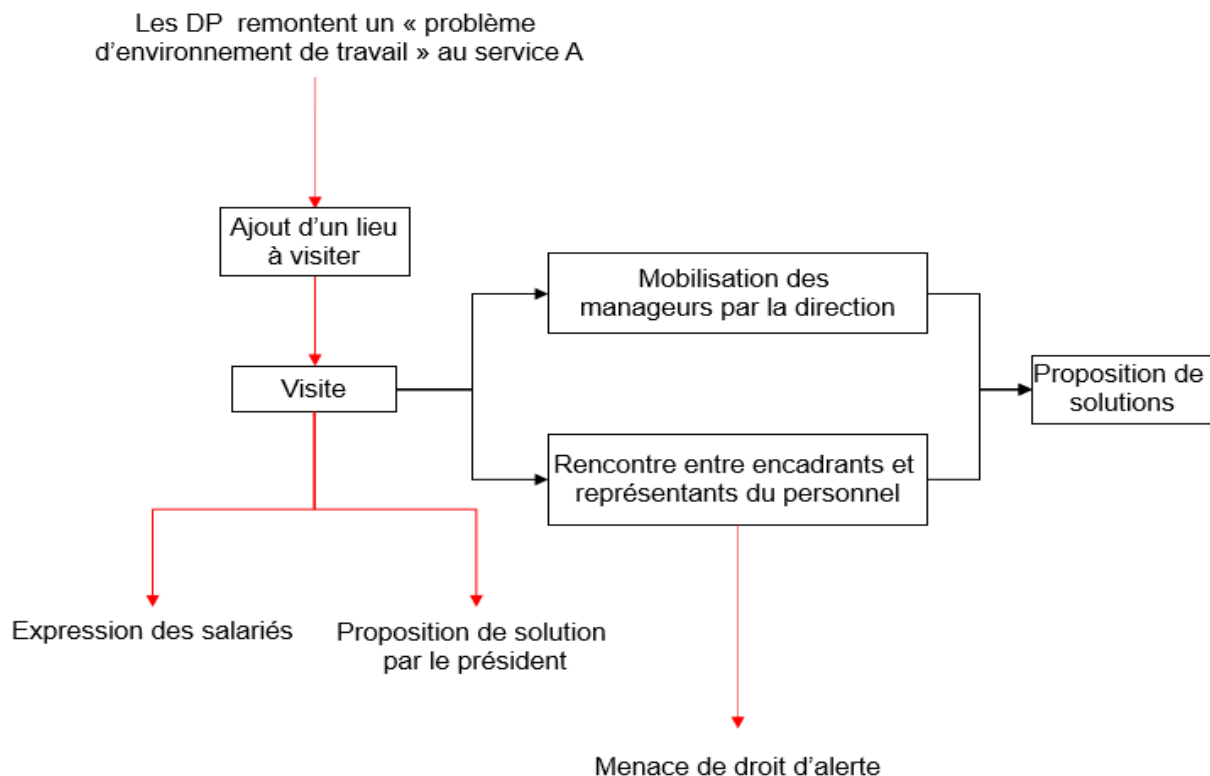 Les DP remontent un « problème
d’environnement de travail » au service A
Ajout d’un lieu
à visiter
Mobilisation des
manageurs par la direction
Visite
Proposition de
solutions
Rencontre entre encadrants et
représentants du personnel
Expression des salariés
Proposition de solution
par le président
Menace de droit d’alerte